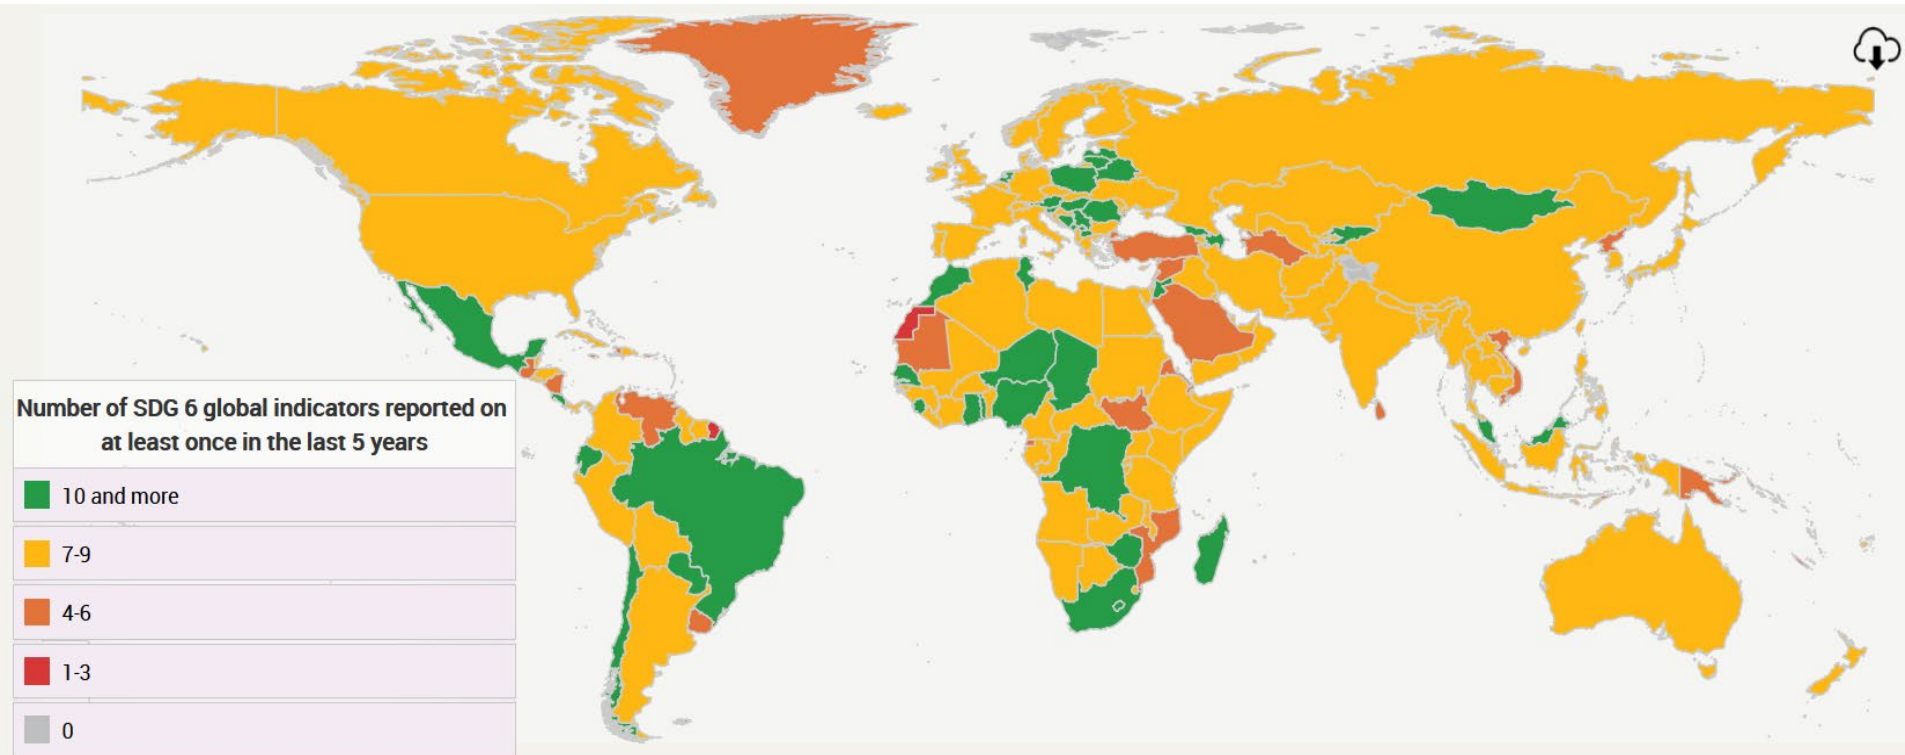 Number of SDG 6 global indicators reported on
at least once in the last 5 years
10 and more
7-9
4-6
1-3
0